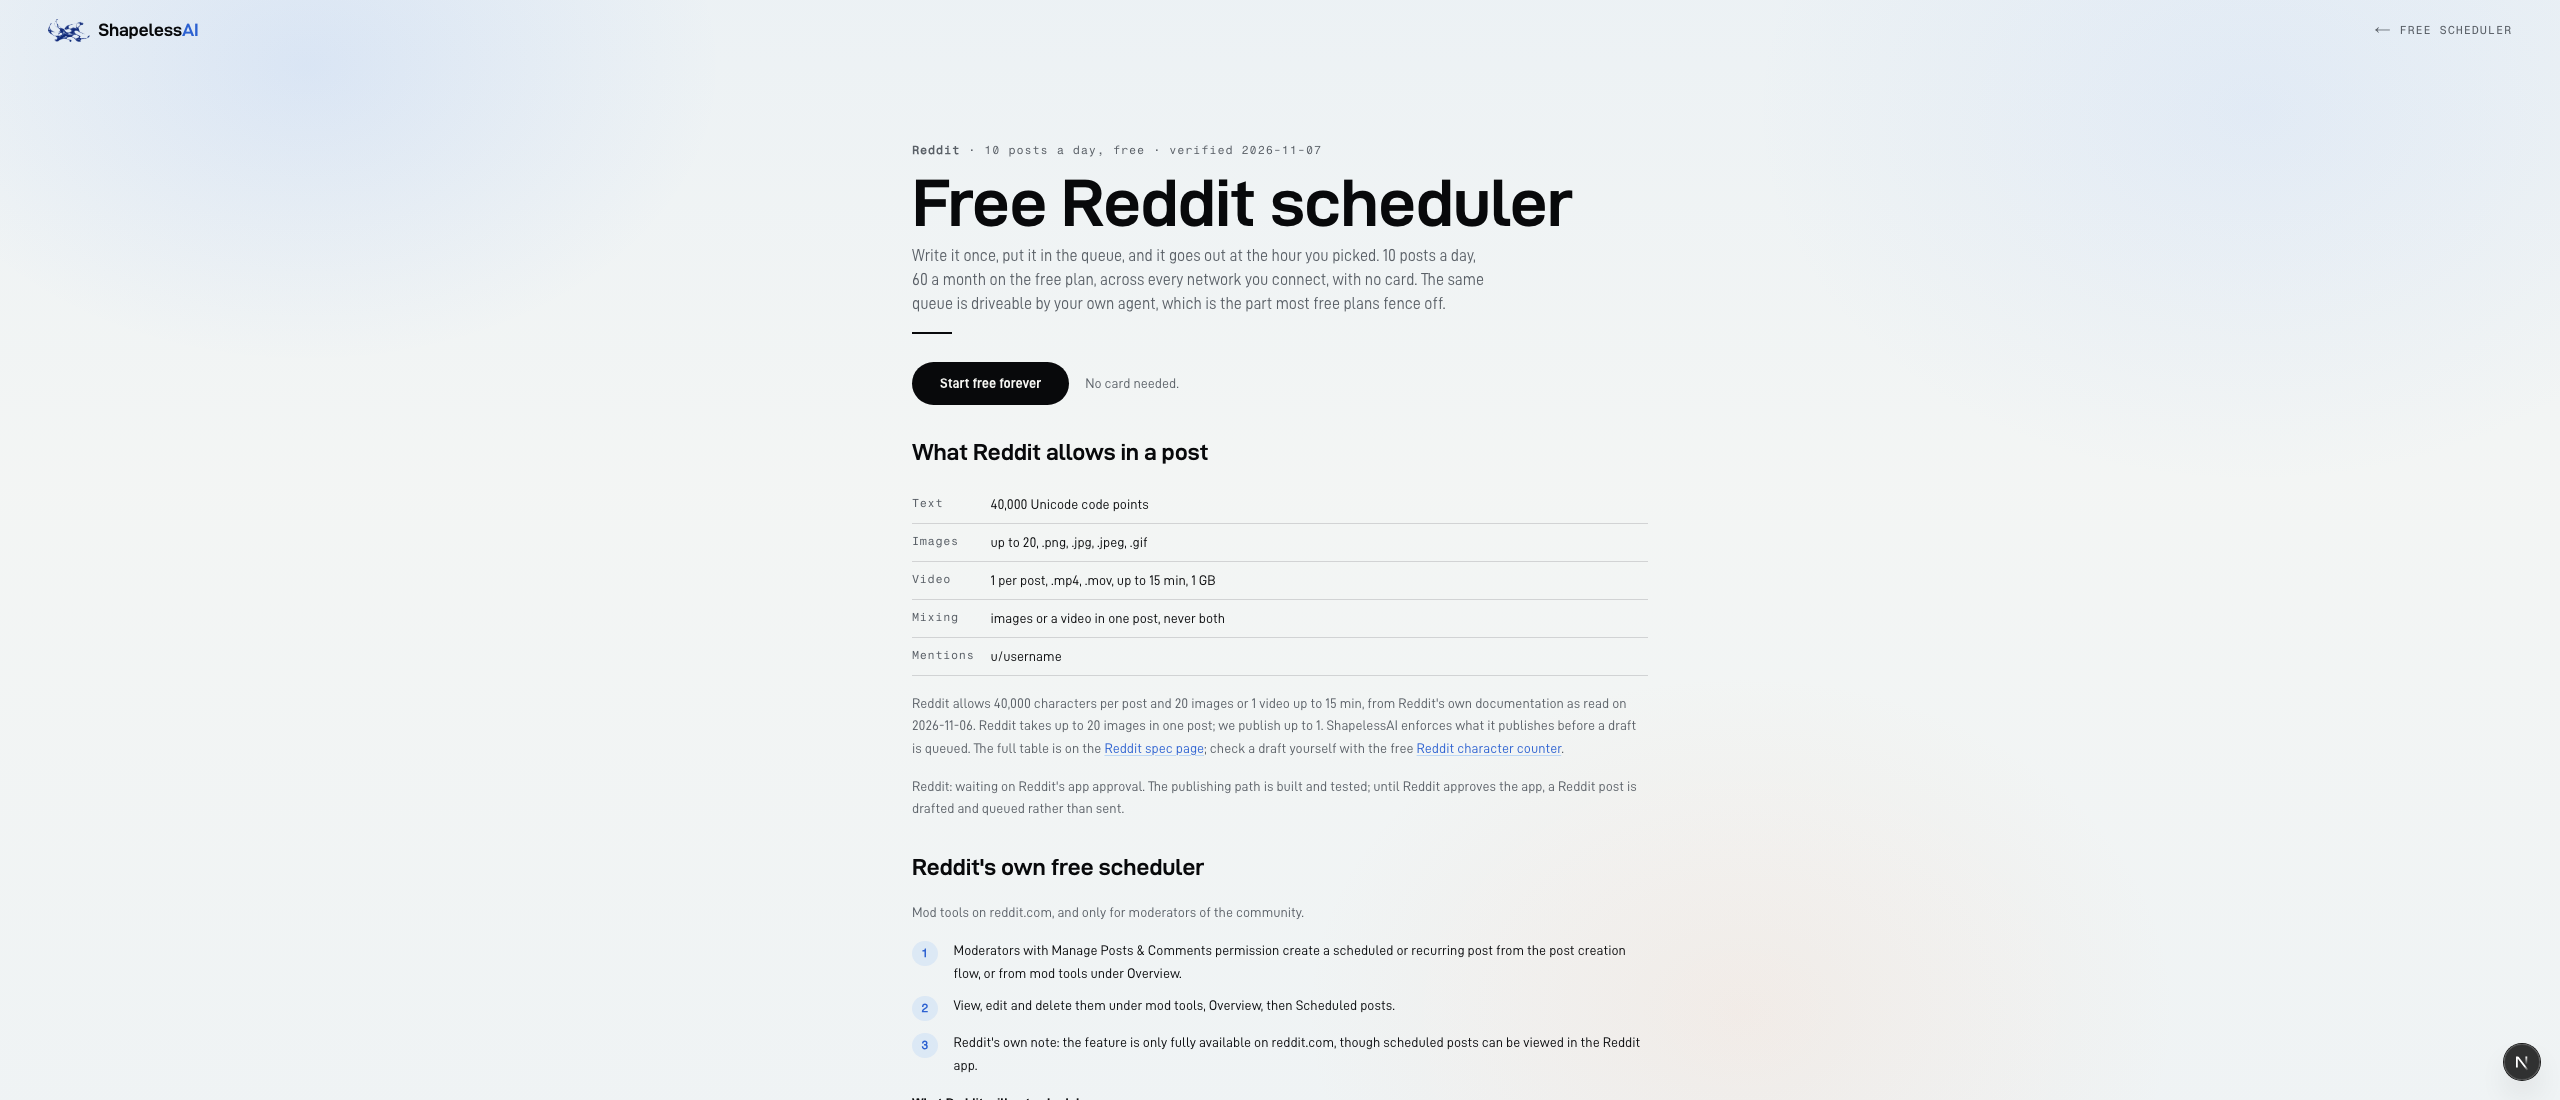 ShapelessAI
← FREE SCHEDULER
Reddit · 10 posts a day, free · verified 2026-11-07
Free Reddit scheduler
Write it once, put it in the queue, and it goes out at the hour you picked. 10 posts a day,
60 a month on the free plan, across every network you connect, with no card. The same
queue is driveable by your own agent, which is the part most free plans fence off.
Start free forever
No card needed.
What Reddit allows in a post
Text 40,000 Unicode code points
Images up to 20, .png, .jpg, .jpeg, .gif
Video 1 per post, .mp4, .mov, up to 15 min, 1 GB
Mixing images or a video in one post, never both
Mentions u/username
Reddit allows 40,000 characters per post and 20 images or 1 video up to 15 min, from Reddit's own documentation as read on
2026-11-06. Reddit takes up to 20 images in one post; we publish up to 1. ShapelessAI enforces what it publishes before a draft
is queued. The full table is on the Reddit spec page; check a draft yourself with the free Reddit character counter.
Reddit: waiting on Reddit's app approval. The publishing path is built and tested; until Reddit approves the app, a Reddit post is
drafted and queued rather than sent.
Reddit's own free scheduler
Mod tools on reddit.com, and only for moderators of the community.
1 Moderators with Manage Posts & Comments permission create a scheduled or recurring post from the post creation
flow, or from mod tools under Overview.
2 View, edit and delete them under mod tools, Overview, then Scheduled posts.
3 Reddit's own note: the feature is only fully available on reddit.com, though scheduled posts can be viewed in the Reddit
app.
N